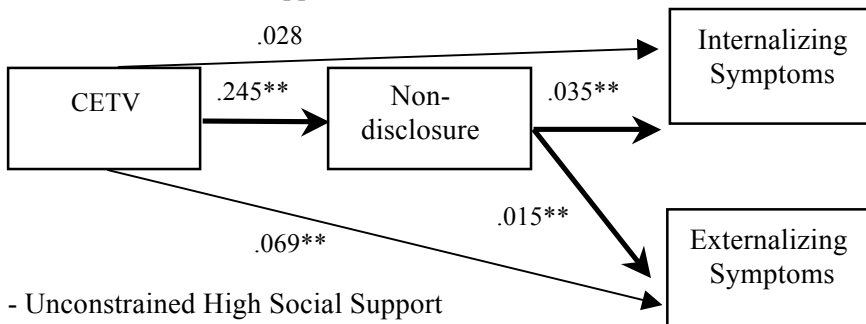 .028
Internalizing
Symptoms
CETV
.245**
Non-
disclosure
.035**
.015**
.069**
Externalizing
Symptoms
- Unconstrained High Social Support